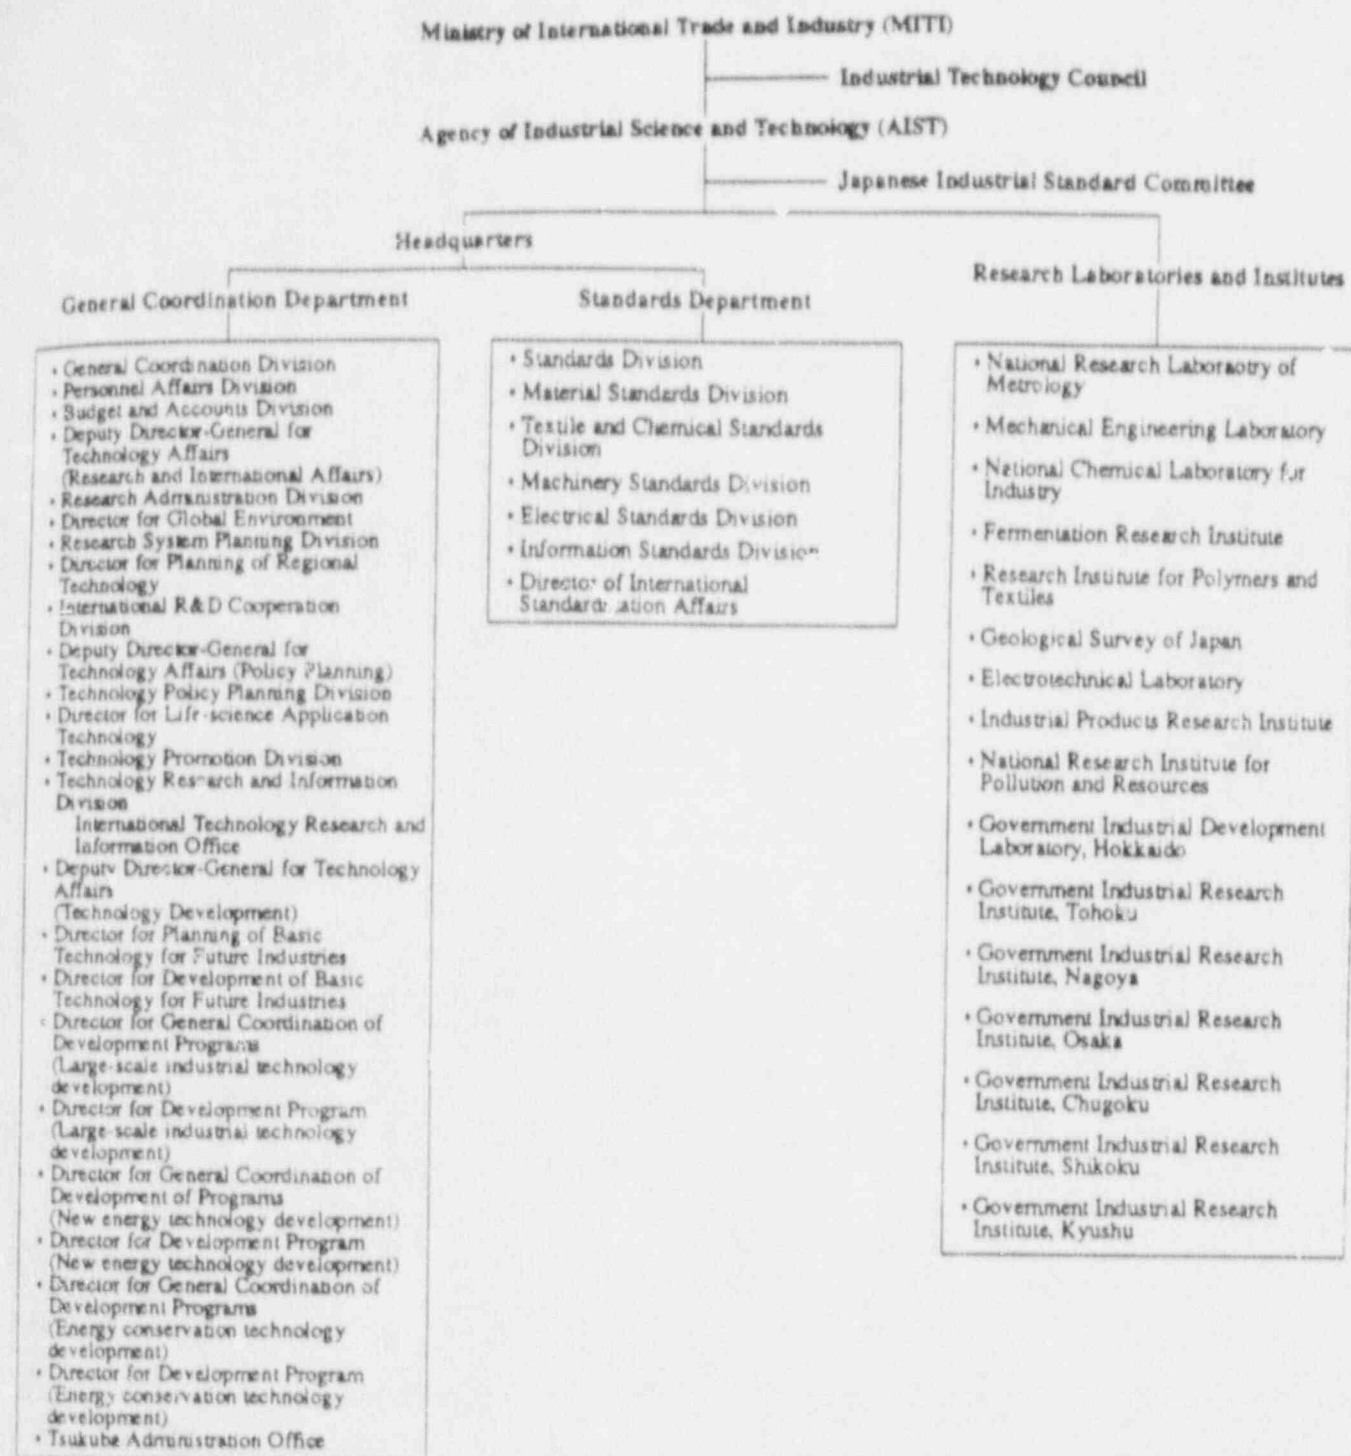 Ministry of International Trade and Industry (MITI)
Industrial Technology Council
Agency of Industrial Science and Technology (AIST)
Japanese Industrial Standard Committee
Headquarters
General Coordination Department
• General Coordination Division
• Personnel Affairs Division
• Budget and Accounts Division
• Deputy Director-General for
Technology Affairs
(Research and International Affairs)
• Research Administration Division
• Director for Global Environment
• Research System Planning Division
• Director for Planning of Regional
Technology
• International R&D Cooperation
Division
• Deputy Director-General for
Technology Affairs (Policy Planning)
• Technology Policy Planning Division
• Director for Life-science Application
Technology
• Technology Promotion Division
• Technology Research and Information
Division
International Technology Research and
Information Office
• Deputy Director-General for Technology
Affairs
(Technology Development)
• Director for Planning of Basic
Technology for Future Industries
• Director for Development of Basic
Technology for Future Industries
• Director for General Coordination of
Development Programs
(Large-scale industrial technology
development)
• Director for Development Program
(Large-scale industrial technology
development)
• Director for General Coordination of
Development of Programs
(New energy technology development)
• Director for Development Program
(New energy technology development)
• Director for General Coordination of
Development Programs
(Energy conservation technology
development)
• Director for Development Program
(Energy conservation technology
development)
• Tsukuba Administration Office
Standards Department
• Standards Division
• Material Standards Division
• Textile and Chemical Standards
Division
• Machinery Standards Division
• Electrical Standards Division
• Information Standards Division
• Director of International
Standardization Affairs
Research Laboratories and Institutes
• National Research Laboraotry of
Metrology
• Mechanical Engineering Laboratory
• National Chemical Laboratory for
Industry
• Fermentation Research Institute
• Research Institute for Polymers and
Textiles
• Geological Survey of Japan
• Electrotechnical Laboratory
• Industrial Products Research Institute
• National Research Institute for
Pollution and Resources
• Government Industrial Development
Laboratory, Hokkaido
• Government Industrial Research
Institute, Tohoku
• Government Industrial Research
Institute, Nagoya
• Government Industrial Research
Institute, Osaka
• Government Industrial Research
Institute, Chugoku
• Government Industrial Research
Institute, Shikoku
• Government Industrial Research
Institute, Kyushu